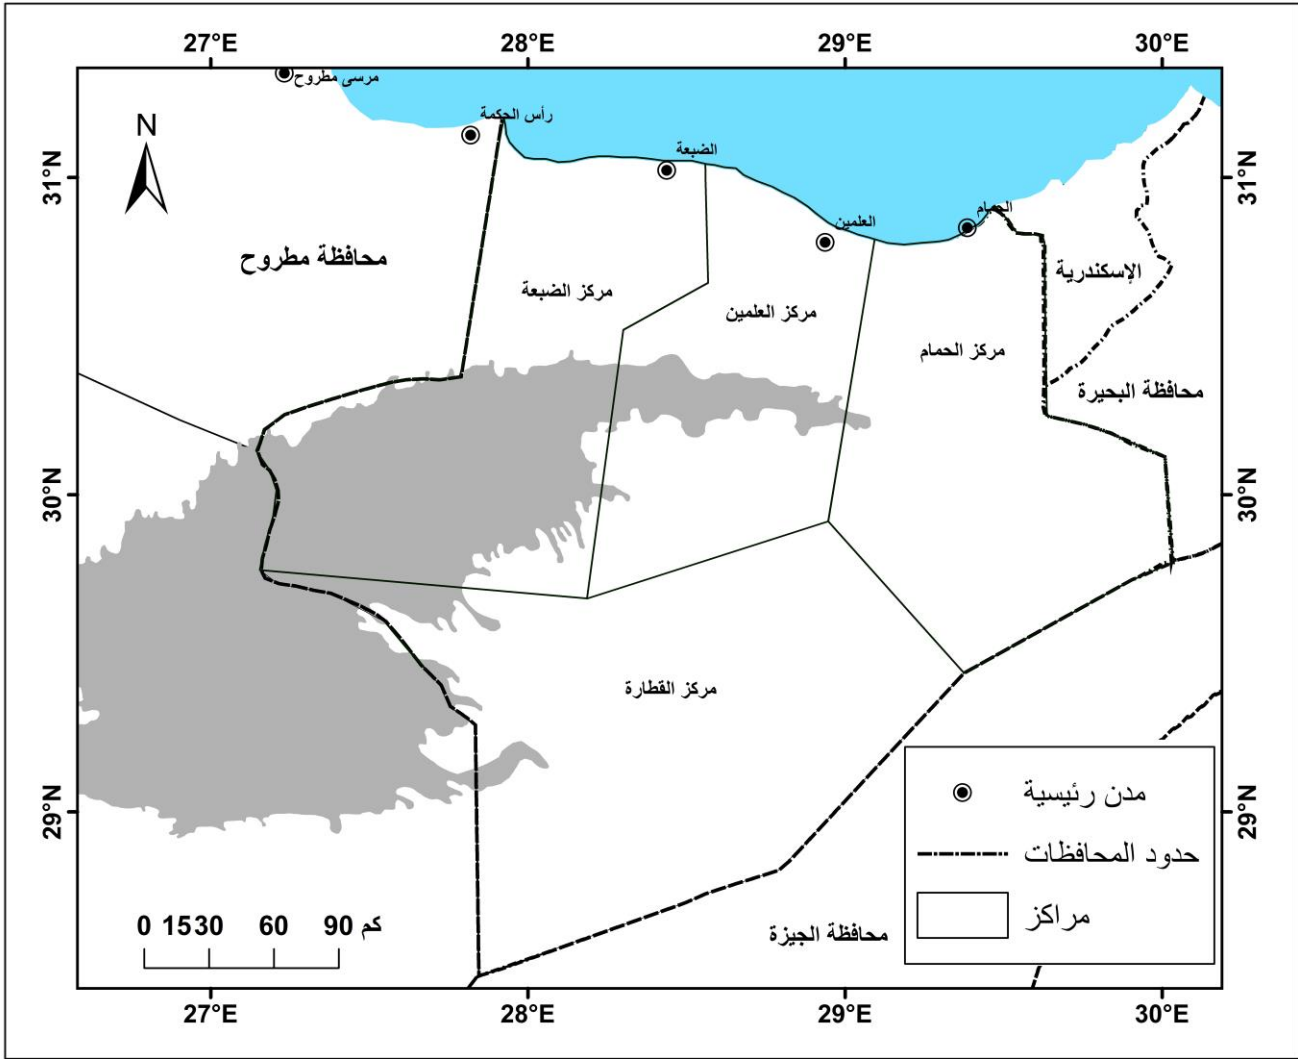 27°E 28°E 29°E 30°E
مرسى مطروح
رأس الحكمة
N
الضبعة
31°N 31°N
الحمام
العلمين
محافظة مطروح
الإسكندرية
مركز الضبعة
مركز العلمين
مركز الحمام
محافظة البحيرة
30°N 30°N
مركز القطارة
29°N 29°N
مدن رئيسية
حدود المحافظات
مراكز
محافظة الجيزة
0 15 30 60 90 كم
27°E 28°E 29°E 30°E